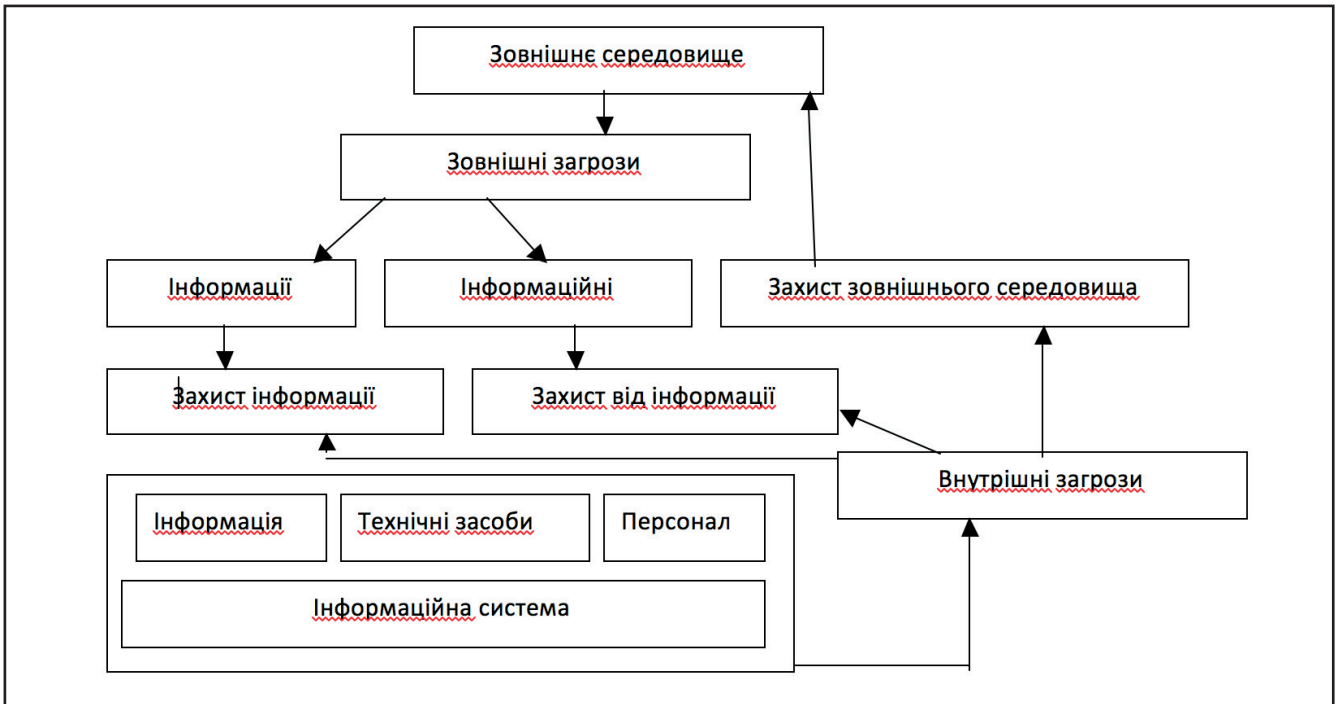 Зовнішнє середовище
Зовнішні загрози
Інформації
Інформаційні
Захист зовнішнього середовища
Захист інформації
Захист від інформації
Внутрішні загрози
Інформація
Технічні засоби
Персонал
Інформаційна система